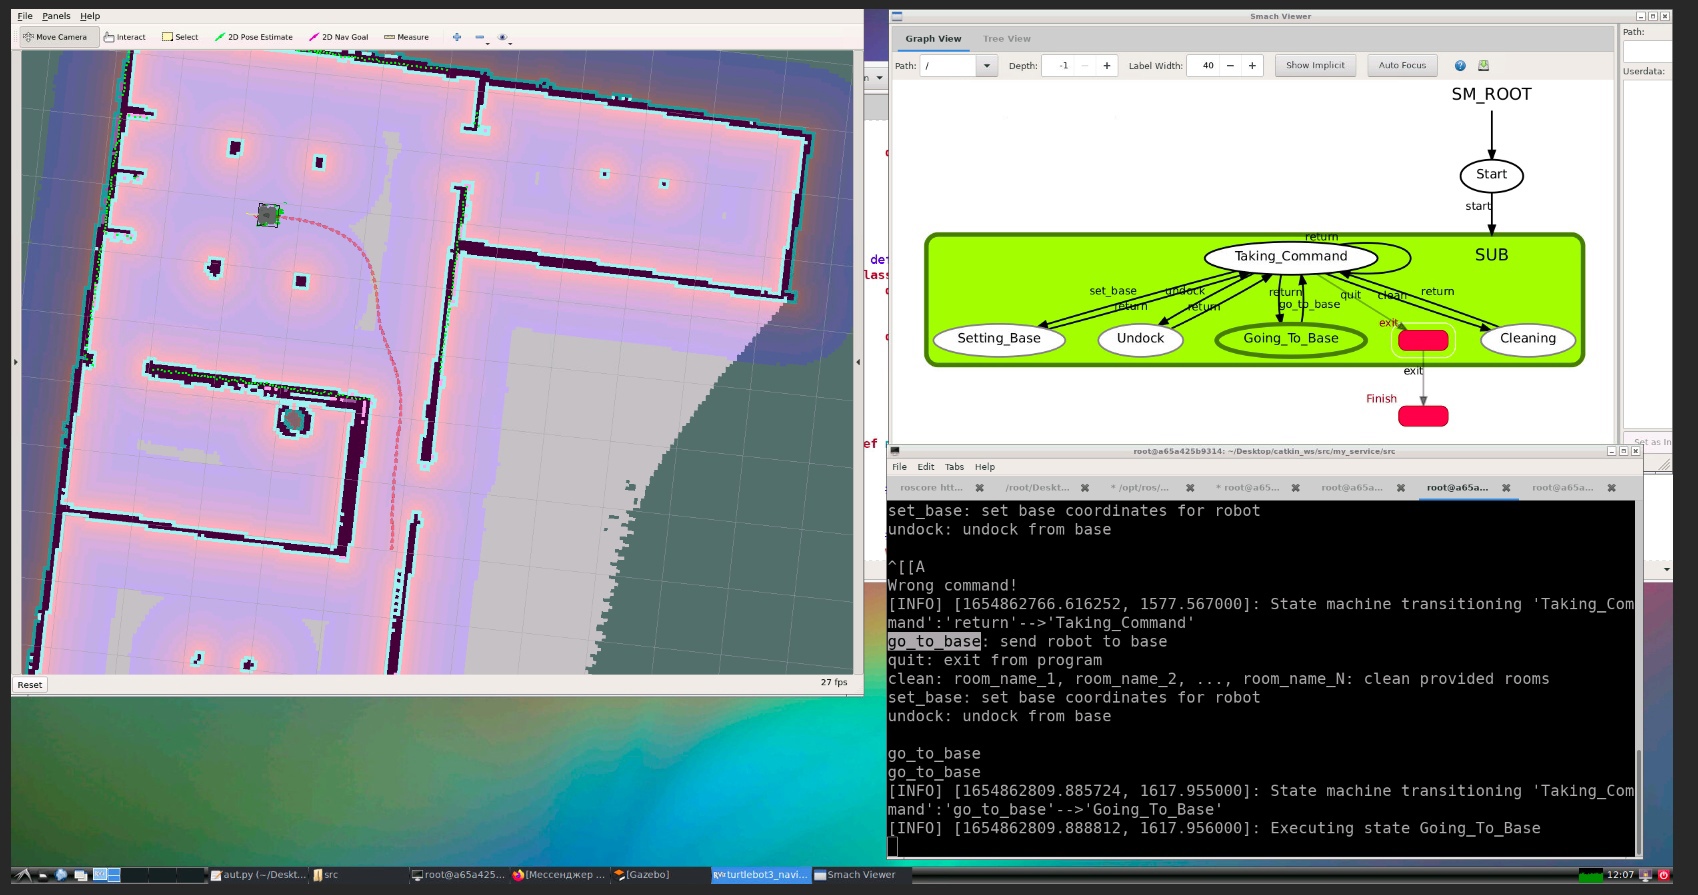 File Panels Help
Move Camera Interact Select 2D Pose Estimate 2D Nav Goal Measure
Reset
27 fps
Smach Viewer
Graph View Tree View
Path: / Depth: -1 Label Width: 40 Show Implicit Auto Focus
Path:
Userdata:
SM_ROOT
Start
start
return
SUB
Taking_Command
set_base undock return quit clean return
return return go_to_base
exit
Setting_Base Undock Going_To_Base Cleaning
exit
Finish
Set as In
root@a65a425b9314: ~/Desktop/catkin_ws/src/my_service/src
File Edit Tabs Help
roscore htt... /root/Deskt... * /opt/ros/... * root@a65... root@a65a... root@a65a... root@a65a...
set_base: set base coordinates for robot
undock: undock from base
^[[A
Wrong command!
[INFO] [1654862766.616252, 1577.567000]: State machine transitioning 'Taking_Com
mand':'return'-->'Taking_Command'
go_to_base: send robot to base
quit: exit from program
clean: room_name_1, room_name_2, ..., room_name_N: clean provided rooms
set_base: set base coordinates for robot
undock: undock from base
go_to_base
go_to_base
[INFO] [1654862809.885724, 1617.955000]: State machine transitioning 'Taking_Com
mand':'go_to_base'-->'Going_To_Base'
[INFO] [1654862809.888812, 1617.956000]: Executing state Going_To_Base
aut.py (~/Deskt... src root@a65a425... [Мессенджер ... [Gazebo] turtlebot3_navi... Smach Viewer 12:07